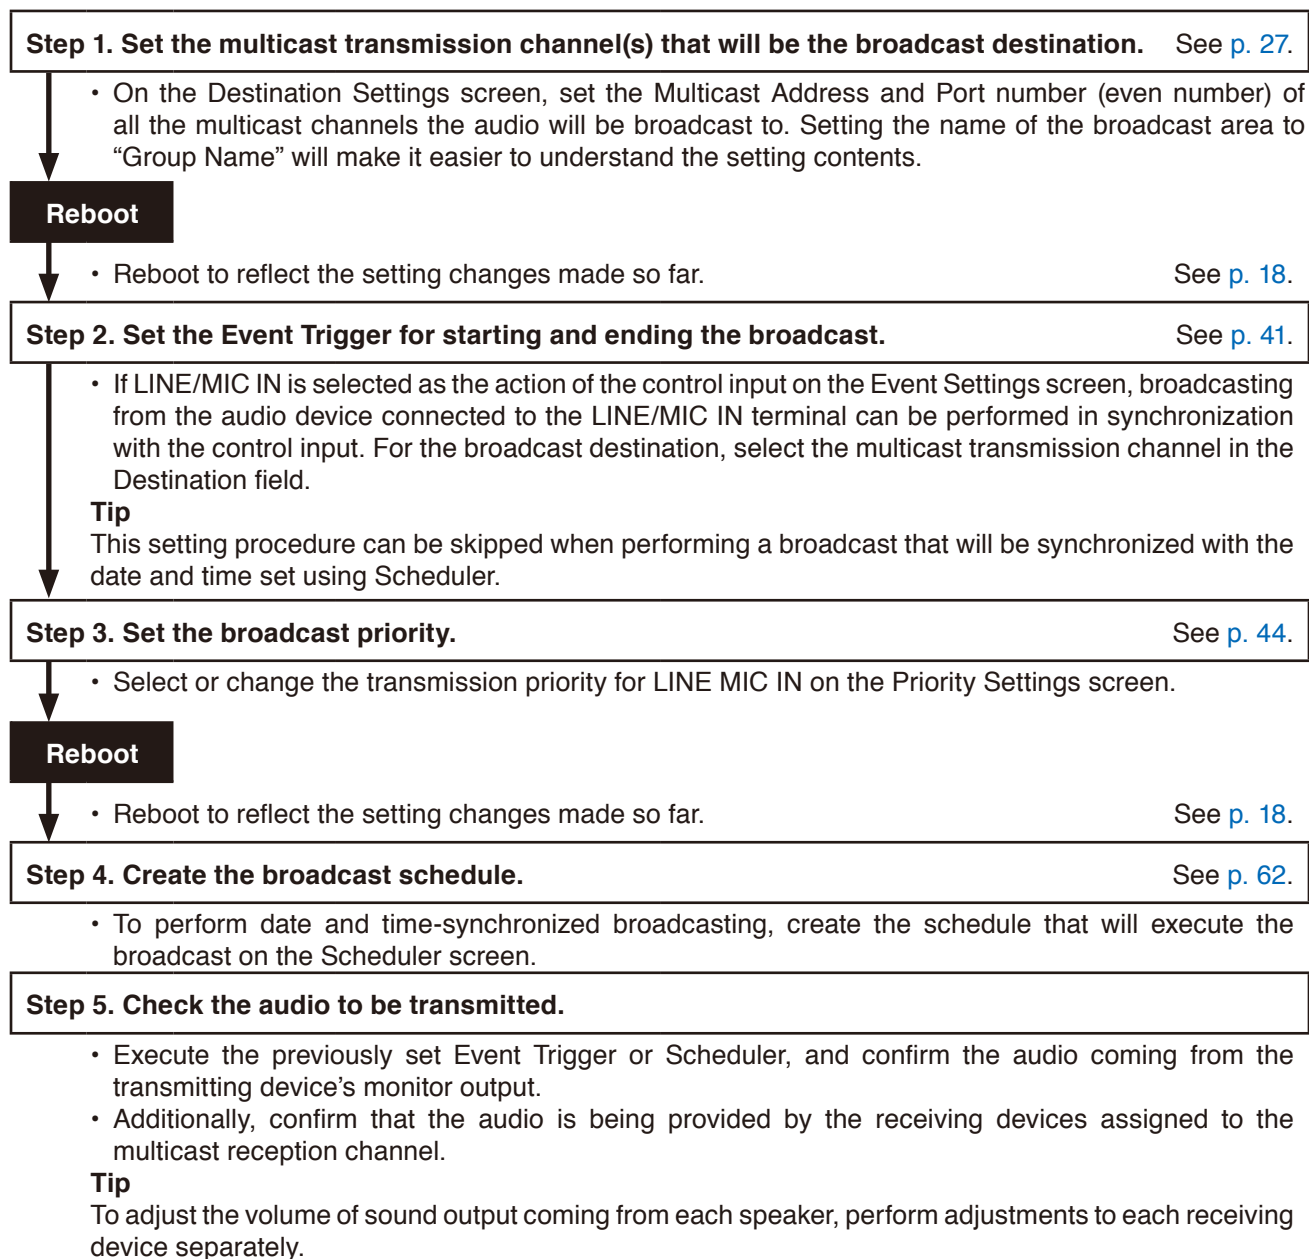 Step 1. Set the multicast transmission channel(s) that will be the broadcast destination. See p. 27.
• On the Destination Settings screen, set the Multicast Address and Port number (even number) of
all the multicast channels the audio will be broadcast to. Setting the name of the broadcast area to
“Group Name” will make it easier to understand the setting contents.
Reboot
• Reboot to reflect the setting changes made so far. See p. 18.
Step 2. Set the Event Trigger for starting and ending the broadcast. See p. 41.
• If LINE/MIC IN is selected as the action of the control input on the Event Settings screen, broadcasting
from the audio device connected to the LINE/MIC IN terminal can be performed in synchronization
with the control input. For the broadcast destination, select the multicast transmission channel in the
Destination field.
Tip
This setting procedure can be skipped when performing a broadcast that will be synchronized with the
date and time set using Scheduler.
Step 3. Set the broadcast priority. See p. 44.
• Select or change the transmission priority for LINE MIC IN on the Priority Settings screen.
Reboot
• Reboot to reflect the setting changes made so far. See p. 18.
Step 4. Create the broadcast schedule. See p. 62.
• To perform date and time-synchronized broadcasting, create the schedule that will execute the
broadcast on the Scheduler screen.
Step 5. Check the audio to be transmitted.
• Execute the previously set Event Trigger or Scheduler, and confirm the audio coming from the
transmitting device’s monitor output.
• Additionally, confirm that the audio is being provided by the receiving devices assigned to the
multicast reception channel.
Tip
To adjust the volume of sound output coming from each speaker, perform adjustments to each receiving
device separately.